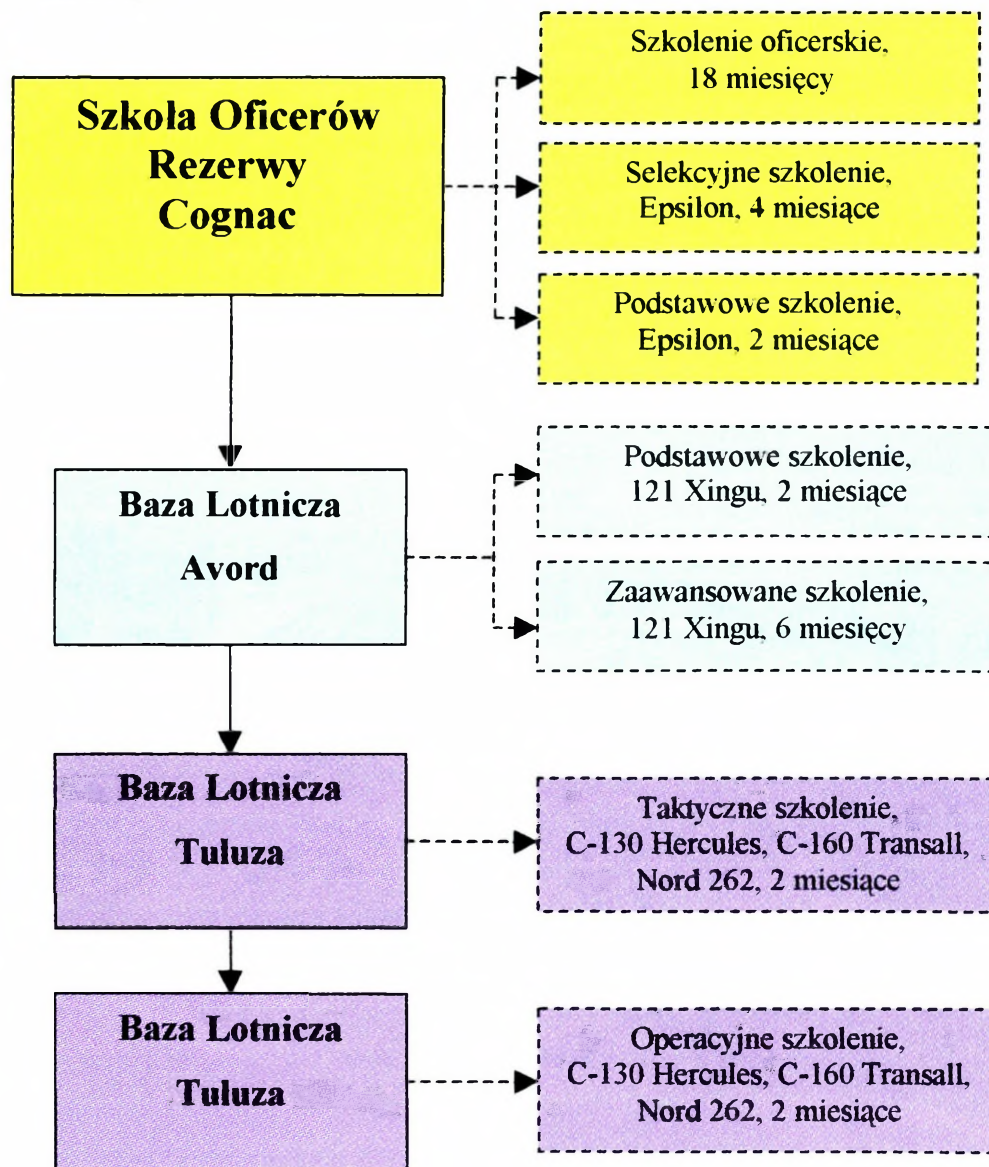 Szkoła Oficerów
Rezerwy
Cognac
Szkolenie oficerskie,
18 miesięcy
Selekcyjne szkolenie,
Epsilon, 4 miesiące
Podstawowe szkolenie,
Epsilon, 2 miesiące
Baza Lotnicza
Avord
Podstawowe szkolenie,
121 Xingu, 2 miesiące
Zaawansowane szkolenie,
121 Xingu, 6 miesięcy
Baza Lotnicza
Tuluza
Taktyczne szkolenie,
C-130 Hercules, C-160 Transall,
Nord 262, 2 miesiące
Baza Lotnicza
Tuluza
Operacyjne szkolenie,
C-130 Hercules, C-160 Transall,
Nord 262, 2 miesiące